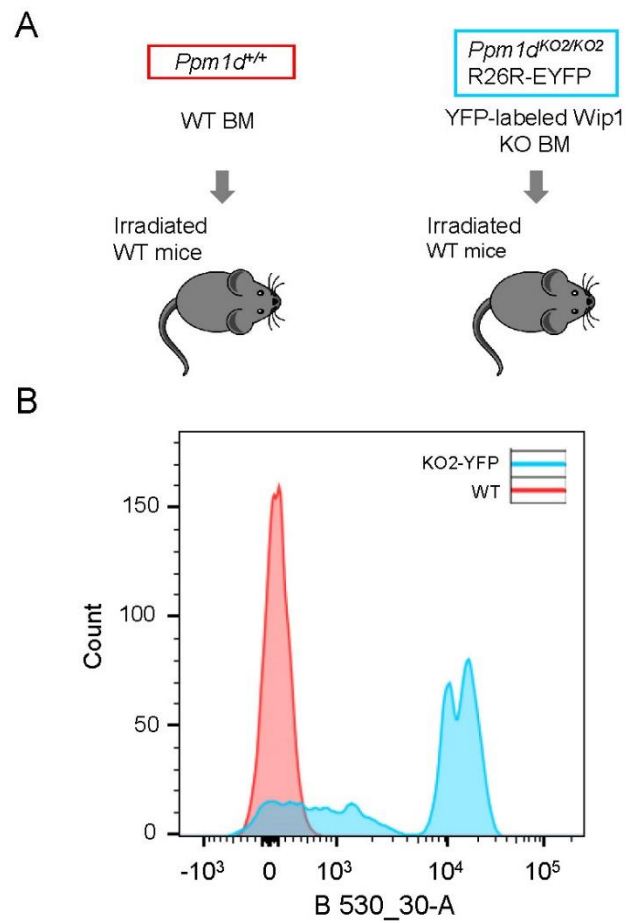 A
Ppm1d+/+
WT BM
Irradiated
WT mice
Ppm1dKO2/KO2
R26R-EYFP
YFP-labeled Wip1
KO BM
Irradiated
WT mice
B
KO2-YFP
WT
150
100
50
0
Count
-10³
0
10³
10⁴
10⁵
B 530_30-A